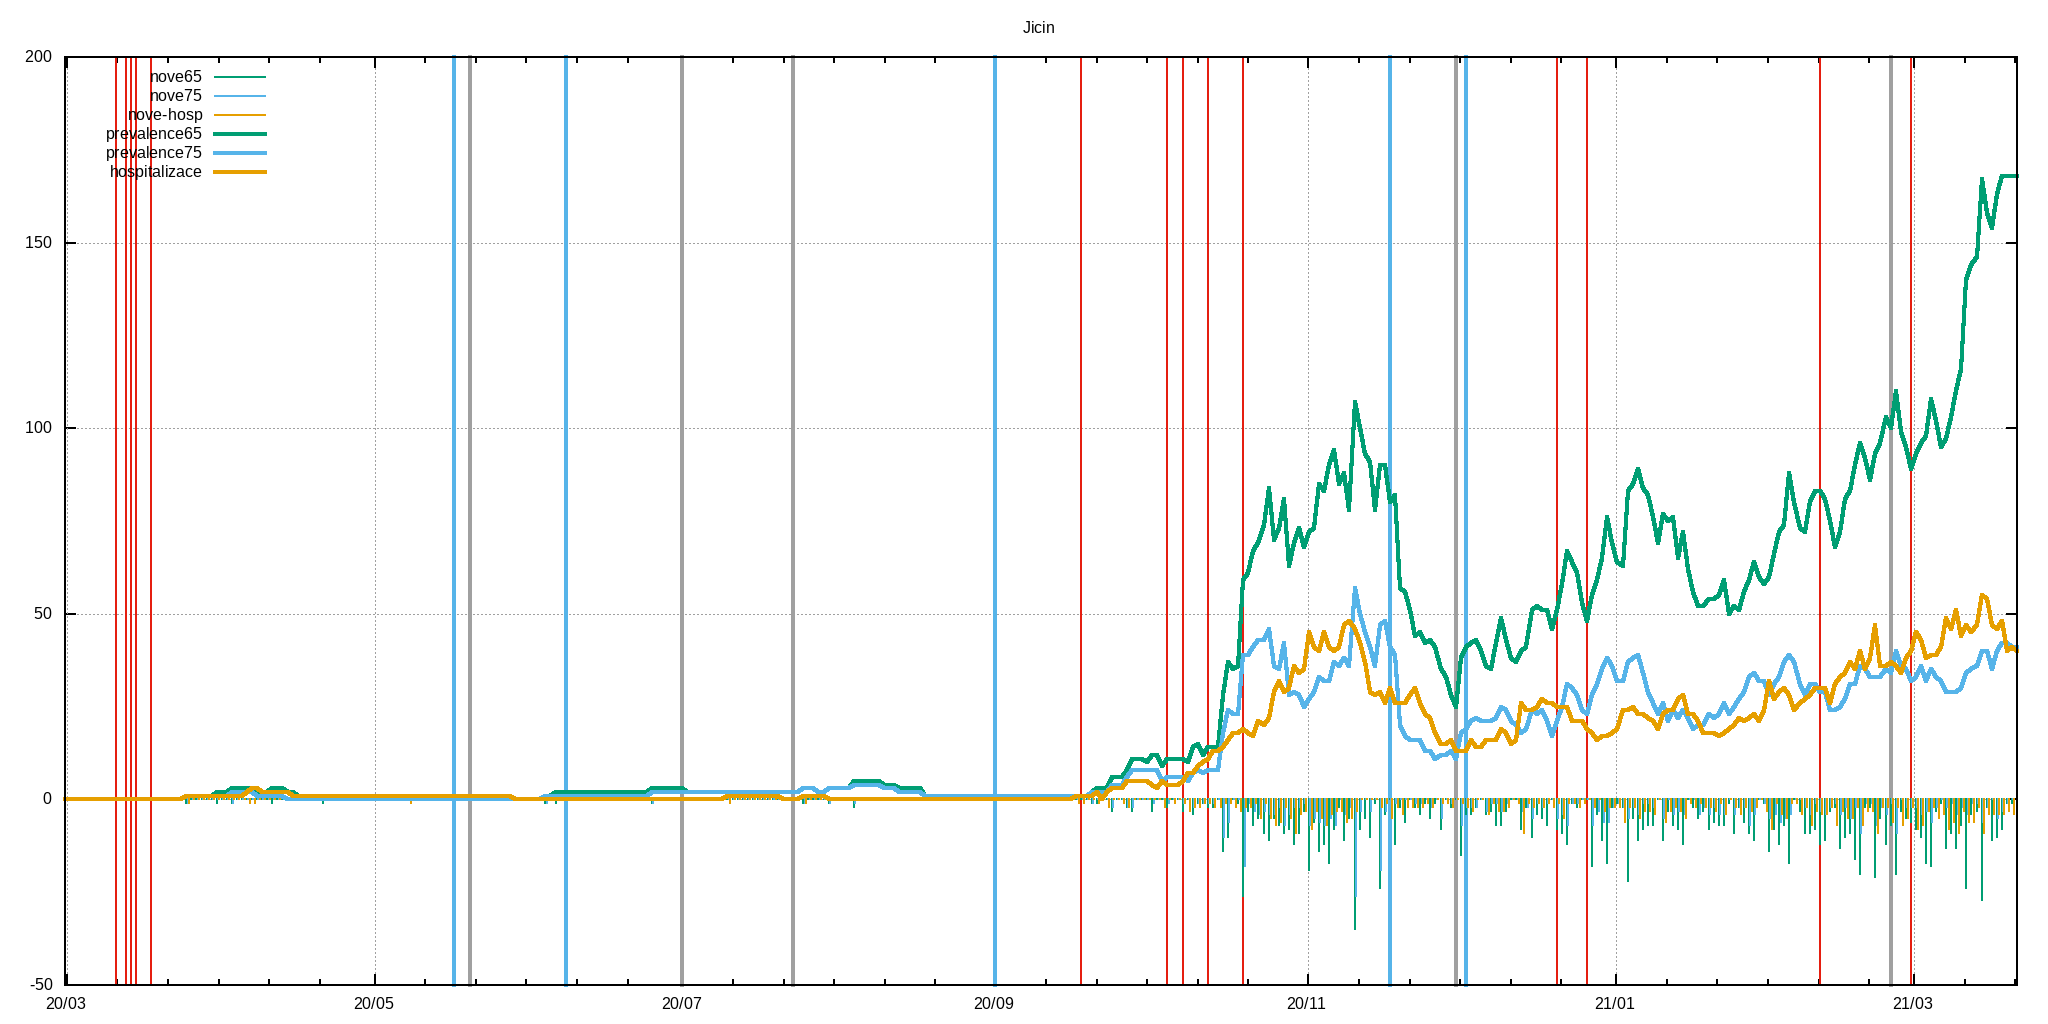 Jicin
200
nove65
nove75
nove-hosp
prevalence65
prevalence75
hospitalizace
150
100
50
0
-50
20/03 20/05 20/07 20/09 20/11 21/01 21/03